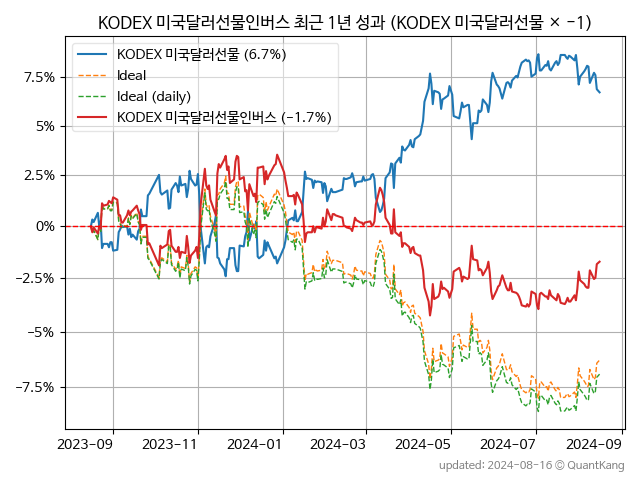 KODEX 미국달러선물인버스 최근 1년 성과 (KODEX 미국달러선물 × −1)
KODEX 미국달러선물 (6.7%)
Ideal
Ideal (daily)
KODEX 미국달러선물인버스 (−1.7%)
7.5%
5%
2.5%
0%
−2.5%
−5%
−7.5%
2023-09 2023-11 2024-01 2024-03 2024-05 2024-07 2024-09
updated: 2024-08-16 © QuantKang